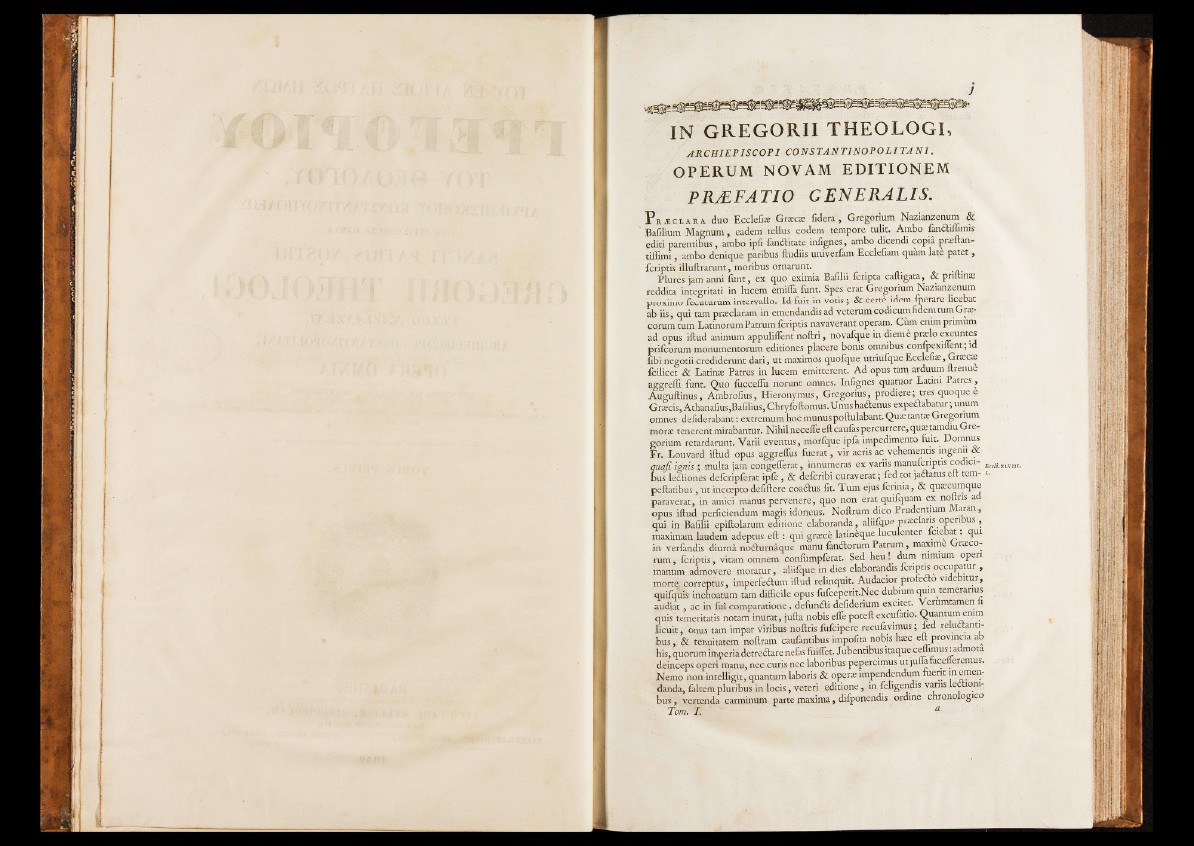 j
IN GREGORII THEOLOGI,
ARCHIEPISCOPI CONSTANTINOPOLITANI.
OPERUM NOVAM EDITIONEM
PRÆFATIO GENERALIS.
PRÆCLARA duo Eccleſiæ Græcæ ſidera, Gregorium Nazianzenum &
Baſilium Magnum, eadem tellus eodem tempore tulit. Ambo ſanctiſſimis
editi parentibus, ambo ipſi ſanctitate inſignes, ambo dicendi copiâ præſtan-
tiſſimi, ambo denique paribus ſtudiis univerſam Eccleſiam quàm latè patet,
ſcriptis illuſtrarunt, moribus ornarunt.
Plures jam anni ſunt, ex quo eximia Baſilii ſcripta caſtigata, & priſtinæ
reddita integritati in lucem emiſſa ſunt. Spes erat Gregorium Nazianzenum
proximo ſecuturum intervallo. Id fuit in votis; & certè idem ſperare licebat
ab iis, qui tam præclaram in emendandis ad veterum codicum fidem tum Græ-
corum tum Latinorum Patrum ſcriptis navaverant operam. Cùm enim primùm
ad opus iſtud animum appuliſſent noſtri, novaſque in diem è prælo exeuntes
priſcorum monumentorum editiones placere bonis omnibus conſpexiſſent; id
ſibi negotii crediderunt dari, ut maximos quoſque utriuſque Eccleſiæ, Græcæ
ſcilicet & Latinæ Patres in lucem emitterent. Ad opus tam arduum ſtrenuè
aggreſſi ſunt. Quo ſucceſſu norunt omnes. Inſignes quatuor Latini Patres,
Auguſtinus, Ambroſius, Hieronymus, Gregorius, prodiere; tres quoque è
Græcis, Athanaſius, Baſilius, Chryſoſtomus. Unus hactenus expectabatur; unum
omnes deſiderabant: extremum hoc munus poſtulabant. Quæ tantæ Gregorium
moræ tenerent mirabantur. Nihil neceſſe eſt cauſas percurrere, quæ tamdiu Gre-
gorium retardarunt. Varii eventus, morſque ipſa impedimento fuit. Domnus
Fr. Louvard iſtud opus aggreſſus fuerat, vir acris ac vehementis ingenii &
quaſi ignis; multa jam congeſſerat, innumeras ex variis manuſcriptis codici-
bus lectiones deſcripſerat ipſe, & deſcribi curaverat; ſed tot jactatus eſt tem-
peſtatibus, ut incœpto deſiſtere coactus ſit. Tum ejus ſcrinia, & quæcumque
paraverat, in amici manus pervenere, quo non erat quiſquam ex noſtris ad
opus iſtud perficiendum magis idoneus. Noſtrum dico Prudentium Maran,
qui in Baſilii epiſtolarum editione elaboranda, aliiſque præclaris operibus,
maximam laudem adeptus eſt: qui græcè latinèque luculenter ſciebat: qui
in verſandis diurnâ nocturnâque manu ſanctorum Patrum, maximè Græco-
rum, ſcriptis, vitam omnem conſumpſerat. Sed heu! dum nimium operi
manum admovere moratur, aliiſque in dies elaborandis ſcriptis occupatur,
morte correptus, imperfectum iſtud relinquit. Audacior profectò videbitur,
quiſquis inchoatum tam difficile opus ſuſceperit. Nec dubium quin temerarius
audiat, ac in ſuî comparatione, defuncti deſiderium excitet. Verùmtamen ſi
quis temeritatis notam inurat, juſta nobis eſſe poteſt excuſatio. Quantum enim
licuit, onus tam impar viribus noſtris ſuſcipere recuſavimus; ſed reluctanti-
bus, & tenuitatem noſtram cauſantibus impoſita nobis hæc eſt provincia ab
his, quorum imperia detrectare nefas fuiſſet. Jubentibus itaque ceſſimus: admotâ
deinceps operi manu, nec curis nec laboribus pepercimus ut juſſa faceſſeremus.
Nemo non intelligit, quantum laboris & operæ impendendum fuerit in emen-
danda, ſaltem pluribus in locis, veteri editione, in ſeligendis variis lectioni-
bus, vertenda carminum parte maxima, diſponendis ordine chronologico
Tom. I. a